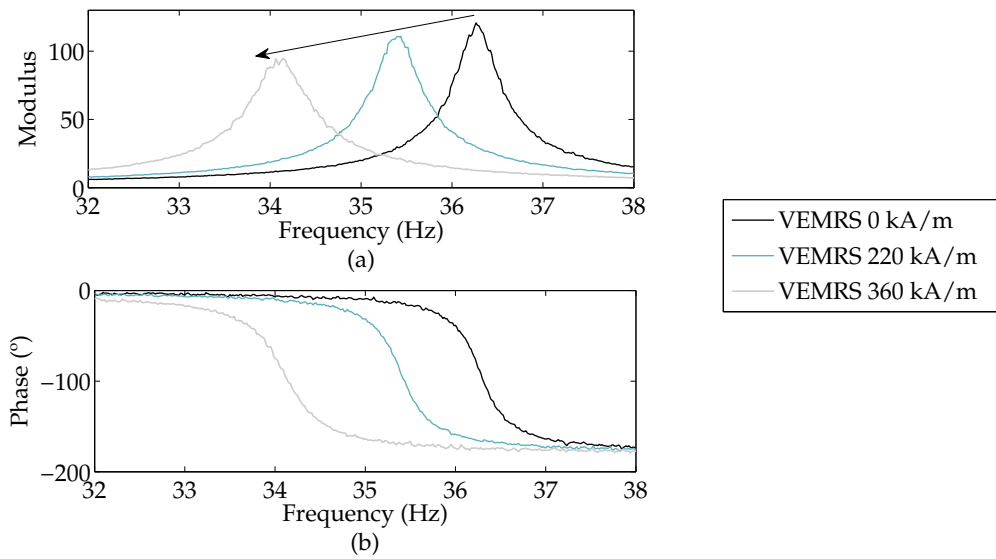 100
50
0
Modulus
32 33 34 35 36 37 38
Frequency (Hz)
(a)
0
−100
−200
Phase (°)
32 33 34 35 36 37 38
Frequency (Hz)
(b)
VEMRS 0 kA/m
VEMRS 220 kA/m
VEMRS 360 kA/m